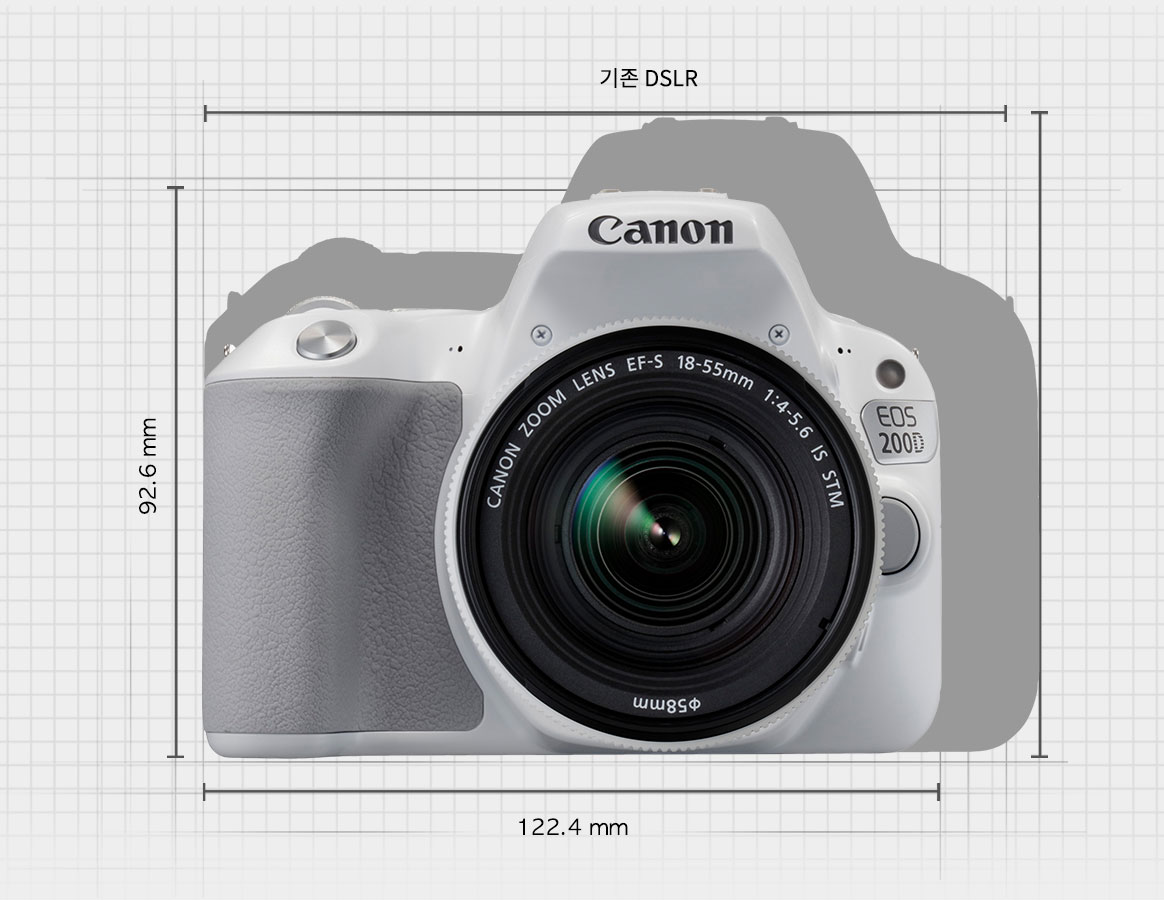 기존 DSLR
Canon
CANON ZOOM LENS EF-S 18-55mm 1:4-5.6 IS STM
EOS
200D
92.6 mm
φ58mm
122.4 mm